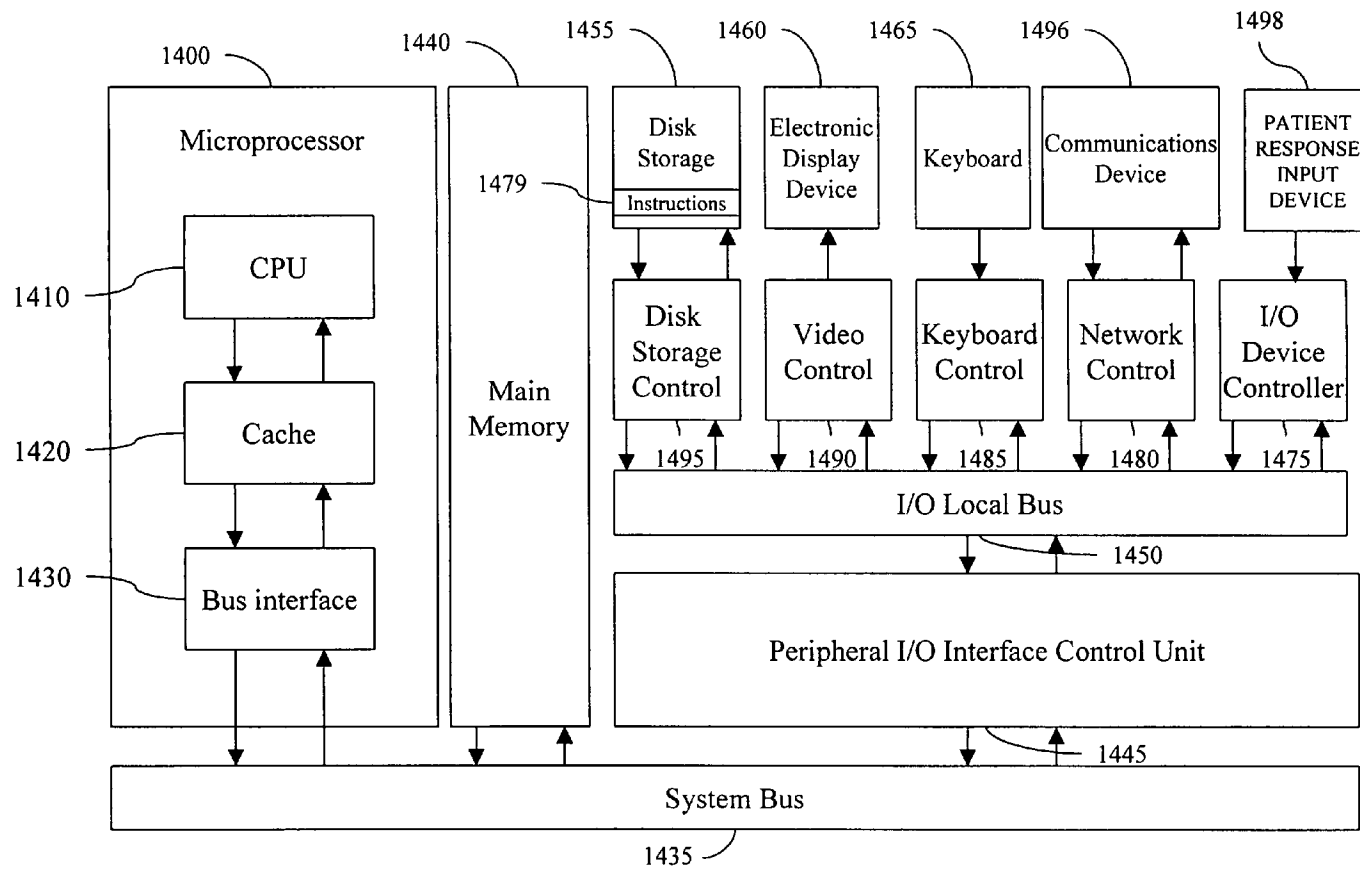 1400
1440
1455
1460
1465
1496
1498
Microprocessor
Disk
Storage
1479
Instructions
Electronic
Display
Device
Keyboard
Communications
Device
PATIENT
RESPONSE
INPUT
DEVICE
CPU
1410
Main
Memory
Disk
Storage
Control
Video
Control
Keyboard
Control
Network
Control
I/O
Device
Controller
Cache
1420
1495
1490
1485
1480
1475
I/O Local Bus
1450
Bus interface
1430
Peripheral I/O Interface Control Unit
1445
System Bus
1435